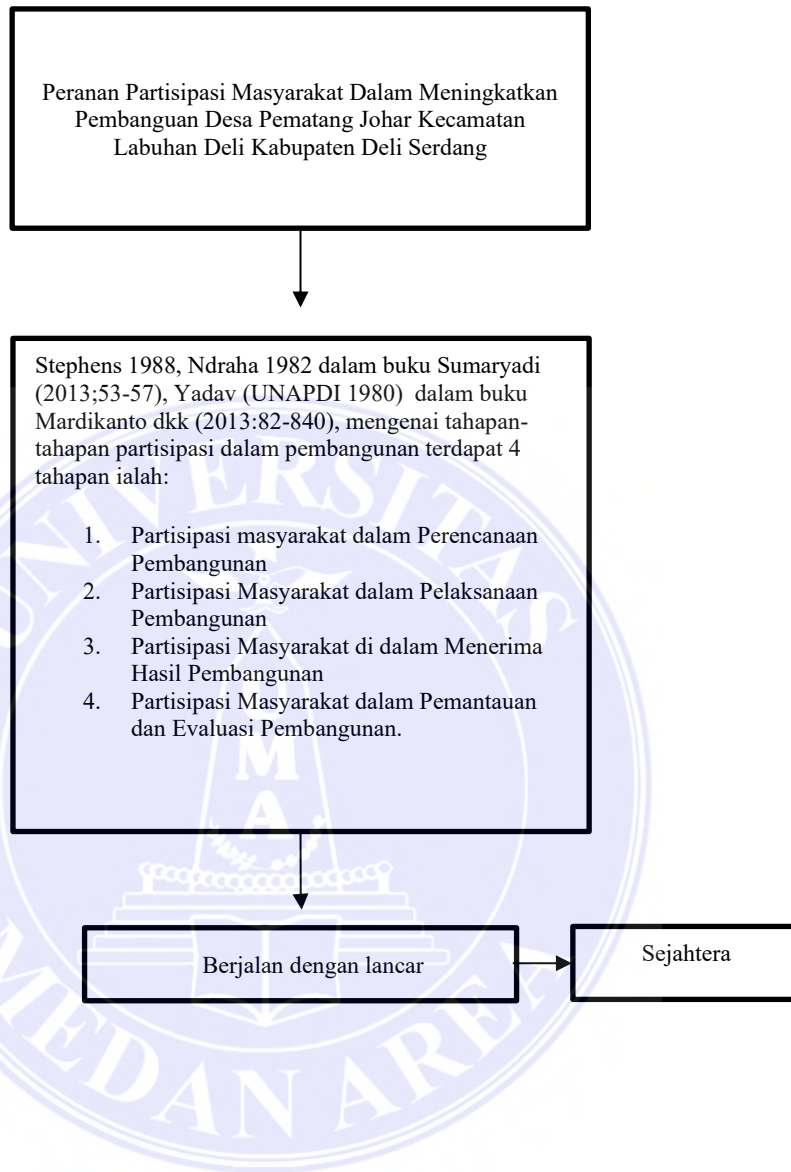 Peranan Partisipasi Masyarakat Dalam Meningkatkan
Pembanguan Desa Pematang Johar Kecamatan
Labuhan Deli Kabupaten Deli Serdang
Stephens 1988, Ndraha 1982 dalam buku Sumaryadi
(2013;53-57), Yadav (UNAPDI 1980) dalam buku
Mardikanto dkk (2013:82-840), mengenai tahapan-
tahapan partisipasi dalam pembangunan terdapat 4
tahapan ialah:
1. Partisipasi masyarakat dalam Perencanaan
Pembangunan
2. Partisipasi Masyarakat dalam Pelaksanaan
Pembangunan
3. Partisipasi Masyarakat di dalam Menerima
Hasil Pembangunan
4. Partisipasi Masyarakat dalam Pemantauan
dan Evaluasi Pembangunan.
Berjalan dengan lancar
Sejahtera
UNIVERSITAS
UMA
MEDAN AREA